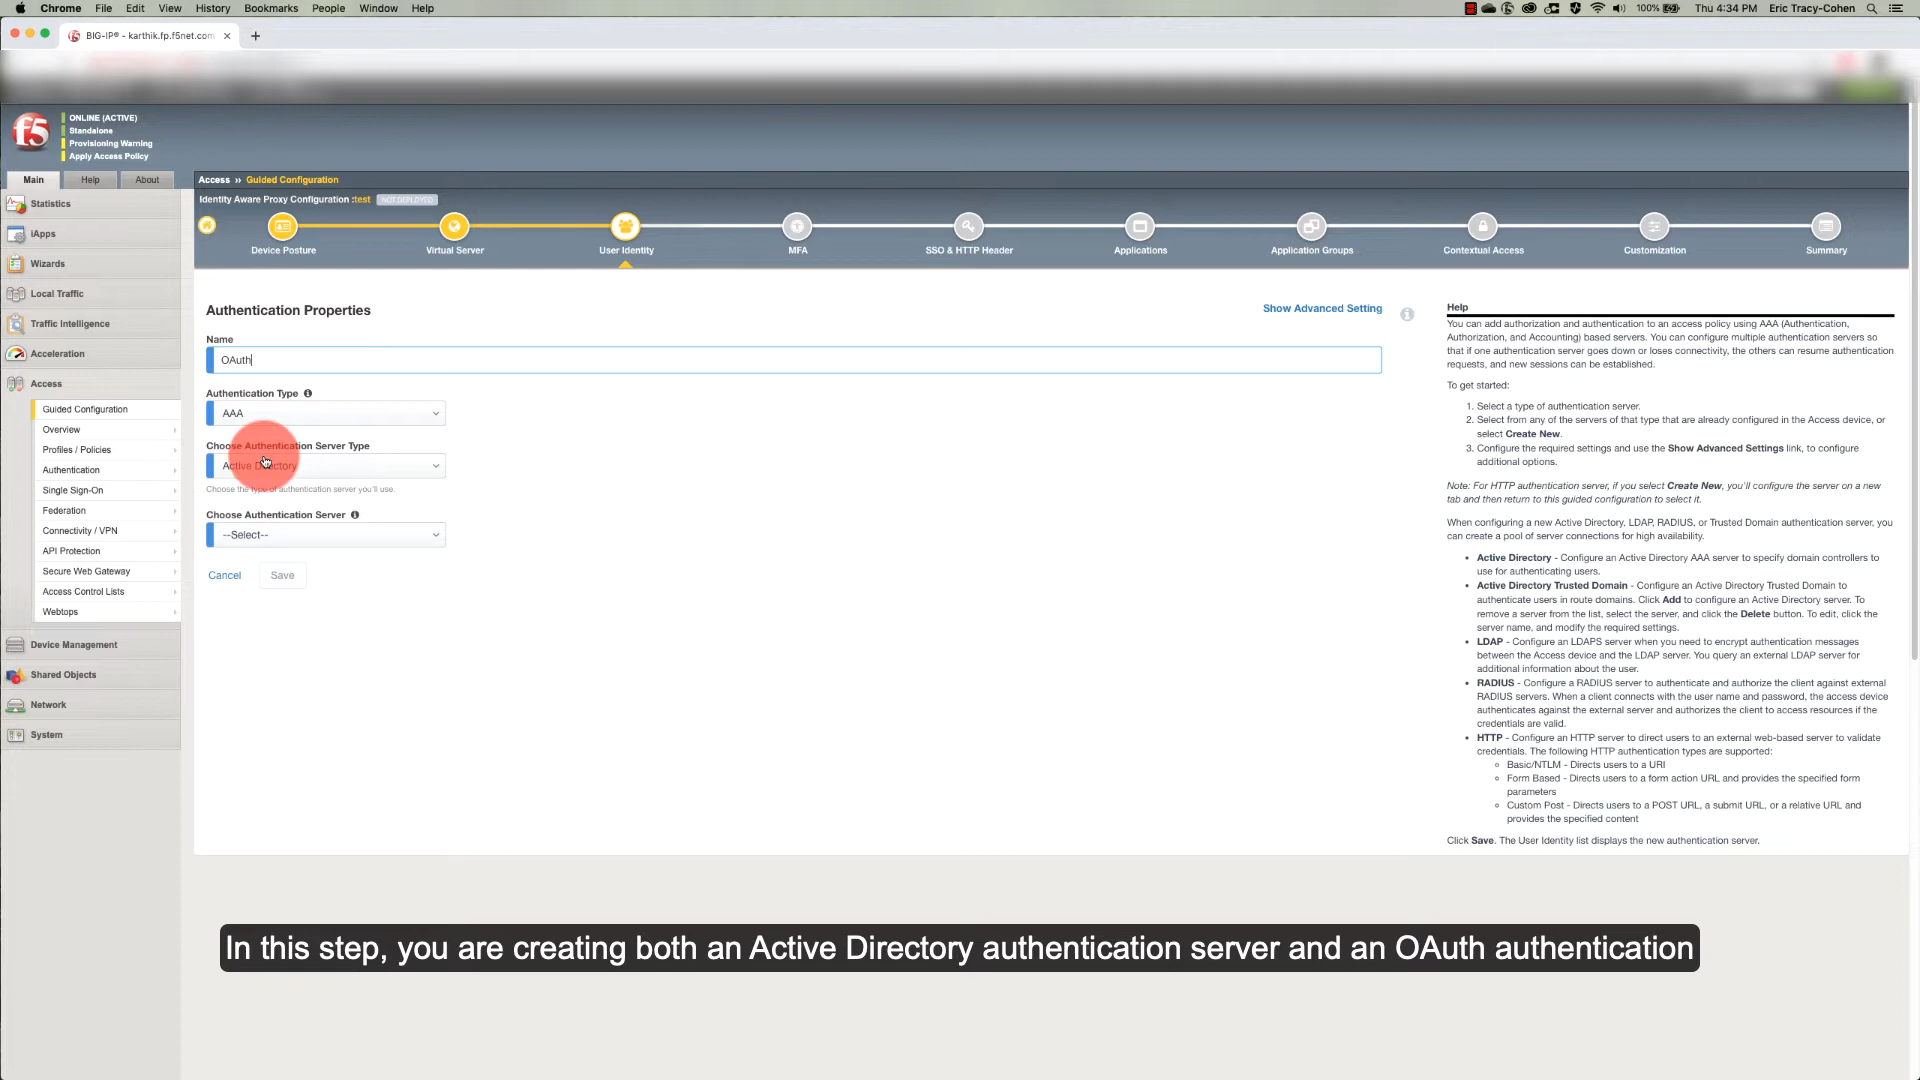 Chrome File Edit View History Bookmarks People Window Help
100% Thu 4:34 PM Eric Tracy-Cohen
BIG-IP® - karthik.fp.f5net.com
f5
ONLINE (ACTIVE)
Standalone
Provisioning Warning
Apply Access Policy
Main Help About
Statistics
iApps
Wizards
Local Traffic
Traffic Intelligence
Acceleration
Access
Guided Configuration
Overview
Profiles / Policies
Authentication
Single Sign-On
Federation
Connectivity / VPN
API Protection
Secure Web Gateway
Access Control Lists
Webtops
Device Management
Shared Objects
Network
System
Access ›› Guided Configuration
Identity Aware Proxy Configuration :test NOT DEPLOYED
Device Posture Virtual Server User Identity MFA SSO & HTTP Header Applications Application Groups Contextual Access Customization Summary
Authentication Properties
Show Advanced Setting
Name
OAuth
Authentication Type
AAA
Choose Authentication Server Type
Active Directory
Choose the type of authentication server you'll use.
Choose Authentication Server
--Select--
Cancel Save
Help
You can add authorization and authentication to an access policy using AAA (Authentication,
Authorization, and Accounting) based servers. You can configure multiple authentication servers so
that if one authentication server goes down or loses connectivity, the others can resume authentication
requests, and new sessions can be established.
To get started:
1. Select a type of authentication server.
2. Select from any of the servers of that type that are already configured in the Access device, or
select Create New.
3. Configure the required settings and use the Show Advanced Settings link, to configure
additional options.
Note: For HTTP authentication server, if you select Create New, you'll configure the server on a new
tab and then return to this guided configuration to select it.
When configuring a new Active Directory, LDAP, RADIUS, or Trusted Domain authentication server, you
can create a pool of server connections for high availability.
• Active Directory - Configure an Active Directory AAA server to specify domain controllers to
use for authenticating users.
• Active Directory Trusted Domain - Configure an Active Directory Trusted Domain to
authenticate users in route domains. Click Add to configure an Active Directory server. To
remove a server from the list, select the server, and click the Delete button. To edit, click the
server name, and modify the required settings.
• LDAP - Configure an LDAPS server when you need to encrypt authentication messages
between the Access device and the LDAP server. You query an external LDAP server for
additional information about the user.
• RADIUS - Configure a RADIUS server to authenticate and authorize the client against external
RADIUS servers. When a client connects with the user name and password, the access device
authenticates against the external server and authorizes the client to access resources if the
credentials are valid.
• HTTP - Configure an HTTP server to direct users to an external web-based server to validate
credentials. The following HTTP authentication types are supported:
○ Basic/NTLM - Directs users to a URI
○ Form Based - Directs users to a form action URL and provides the specified form
parameters
○ Custom Post - Directs users to a POST URL, a submit URL, or a relative URL and
provides the specified content
Click Save. The User Identity list displays the new authentication server.
In this step, you are creating both an Active Directory authentication server and an OAuth authentication